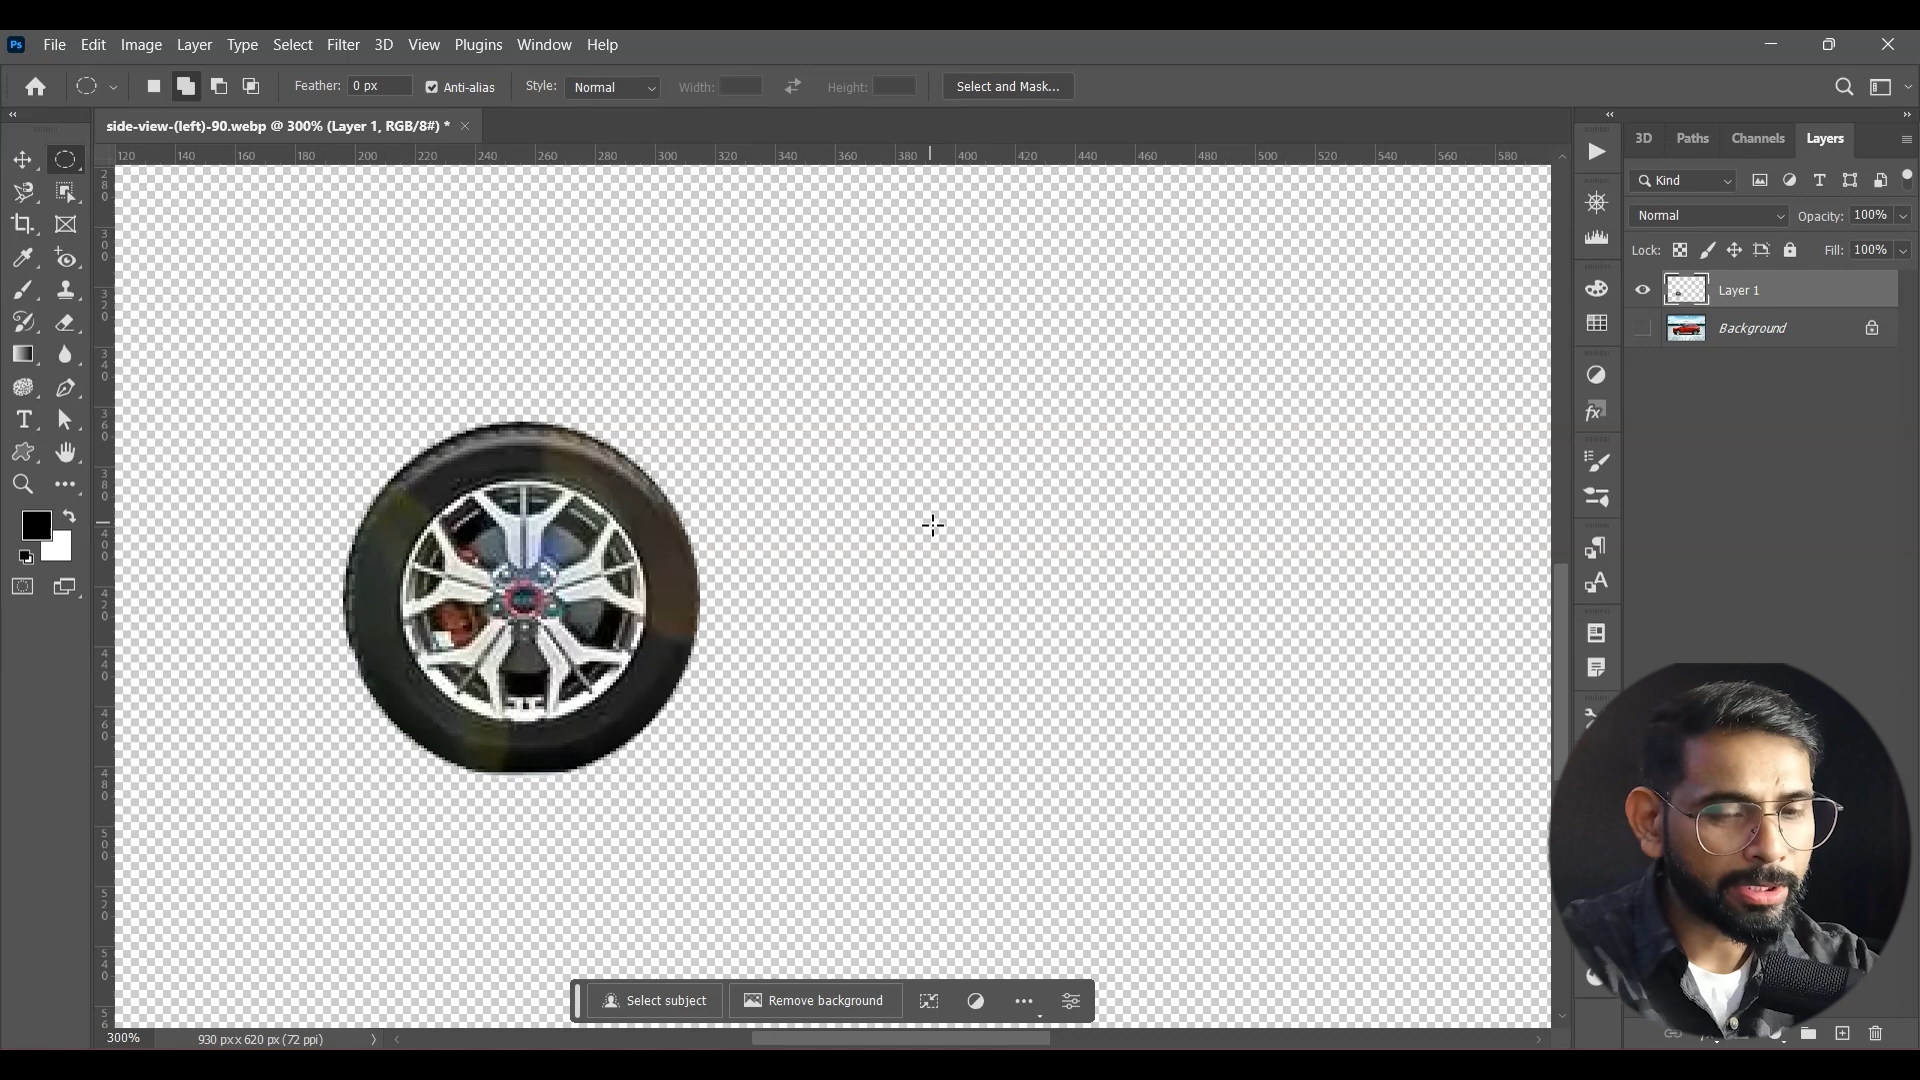 Ps File Edit Image Layer Type Select Filter 3D View Plugins Window Help
Feather: 0 px Anti-alias Style: Normal Width: Height: Select and Mask...
side-view-(left)-90.webp @ 300% (Layer 1, RGB/8#) * ×
120 140 160 180 200 220 240 260 280 300 320 340 360 380 400 420 440 460 480 500 520 540 560 580
280
300
320
340
360
380
400
420
440
460
480
500
520
540
56
3D Paths Channels Layers
Kind
Normal Opacity: 100%
Lock: Fill: 100%
Layer 1
Background
Select subject Remove background
300% 930 px x 620 px (72 ppi)